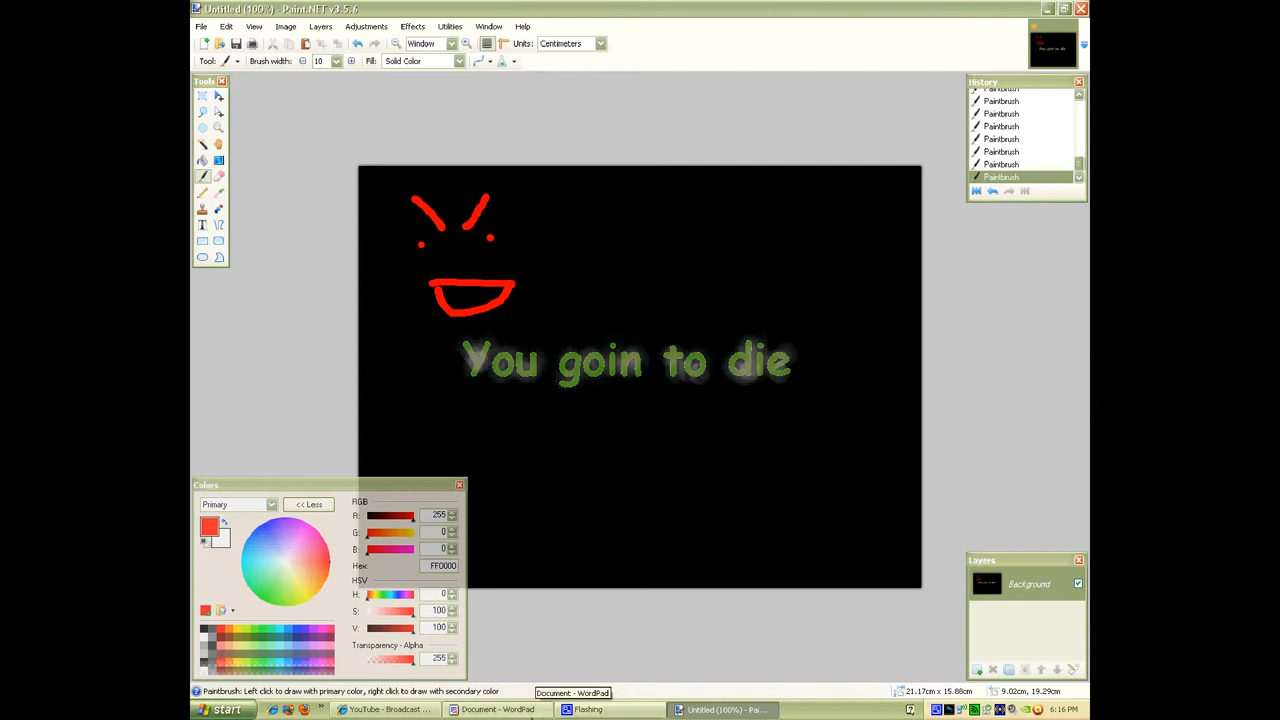 Untitled (100%) - Paint.NET v3.5.6
File Edit View Image Layers Adjustments Effects Utilities Window Help
Window Units: Centimeters
Tool: Brush width: 10 Fill: Solid Color
Tools
History
Paintbrush
Paintbrush
Paintbrush
Paintbrush
Paintbrush
Paintbrush
Paintbrush
Paintbrush
You goin to die
Colors
Primary << Less RGB
R: 255
G: 0
B: 0
Hex: FF0000
HSV
H: 0
S: 100
V: 100
Transparency - Alpha
255
Layers
Background
Paintbrush: Left click to draw with primary color, right click to draw with secondary color
Document - WordPad
21.17cm x 15.88cm 9.02cm, 19.29cm
start YouTube - Broadcast ... Document - WordPad Flashing Untitled (100%) - Pai... 6:16 PM